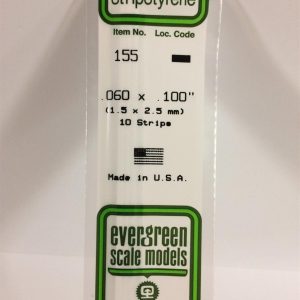 Item No. Loc. Code
155
.060 x .100"
(1.5 x 2.5 mm)
10 Strips
Made in U.S.A.
evergreen
scale models